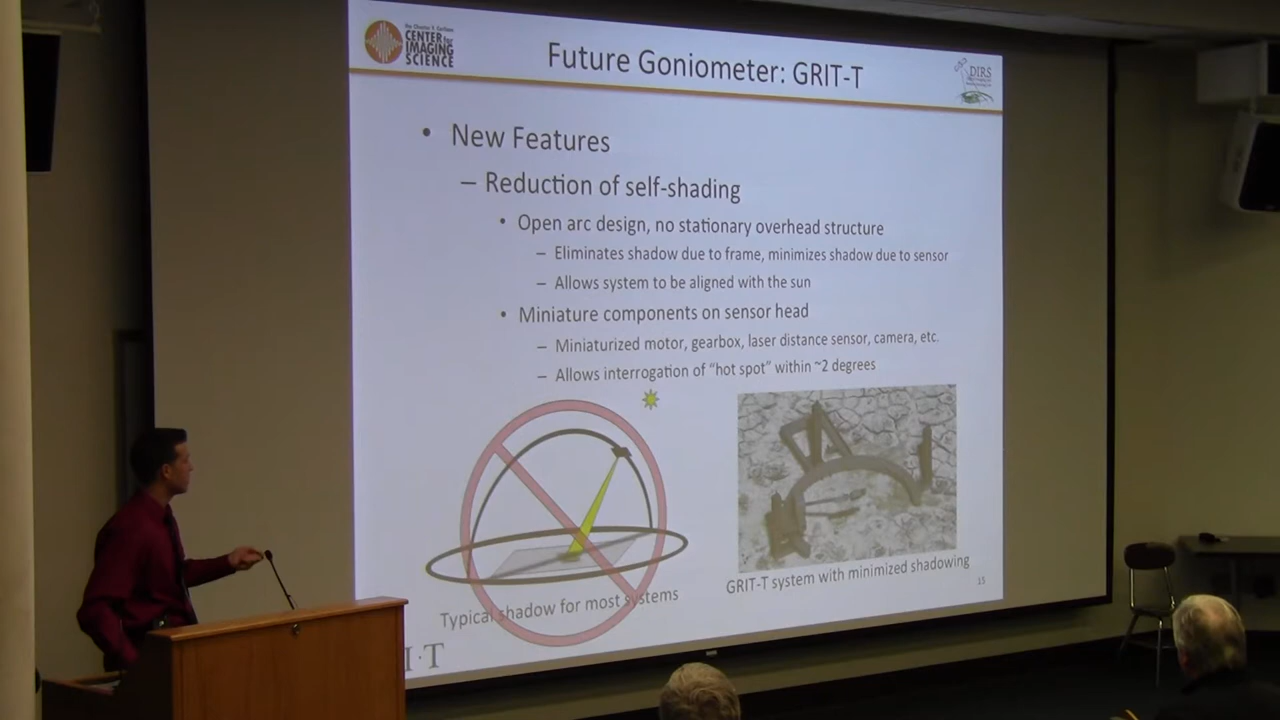 CENTER for
IMAGING
SCIENCE
Future Goniometer: GRIT-T
DIRS
• New Features
– Reduction of self-shading
• Open arc design, no stationary overhead structure
– Eliminates shadow due to frame, minimizes shadow due to sensor
– Allows system to be aligned with the sun
• Miniature components on sensor head
– Miniaturized motor, gearbox, laser distance sensor, camera, etc.
– Allows interrogation of "hot spot" within ~2 degrees
Typical shadow for most systems
GRIT-T system with minimized shadowing
15
I·T